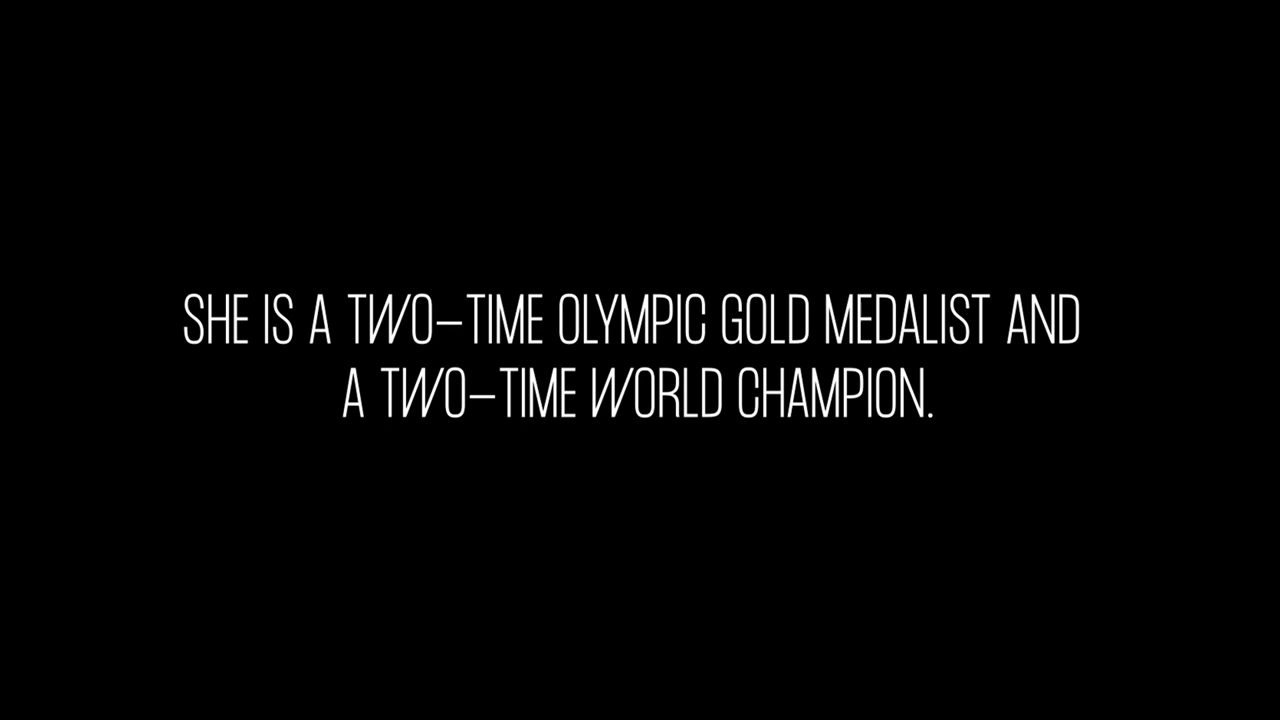 SHE IS A TWO–TIME OLYMPIC GOLD MEDALIST AND
A TWO–TIME WORLD CHAMPION.